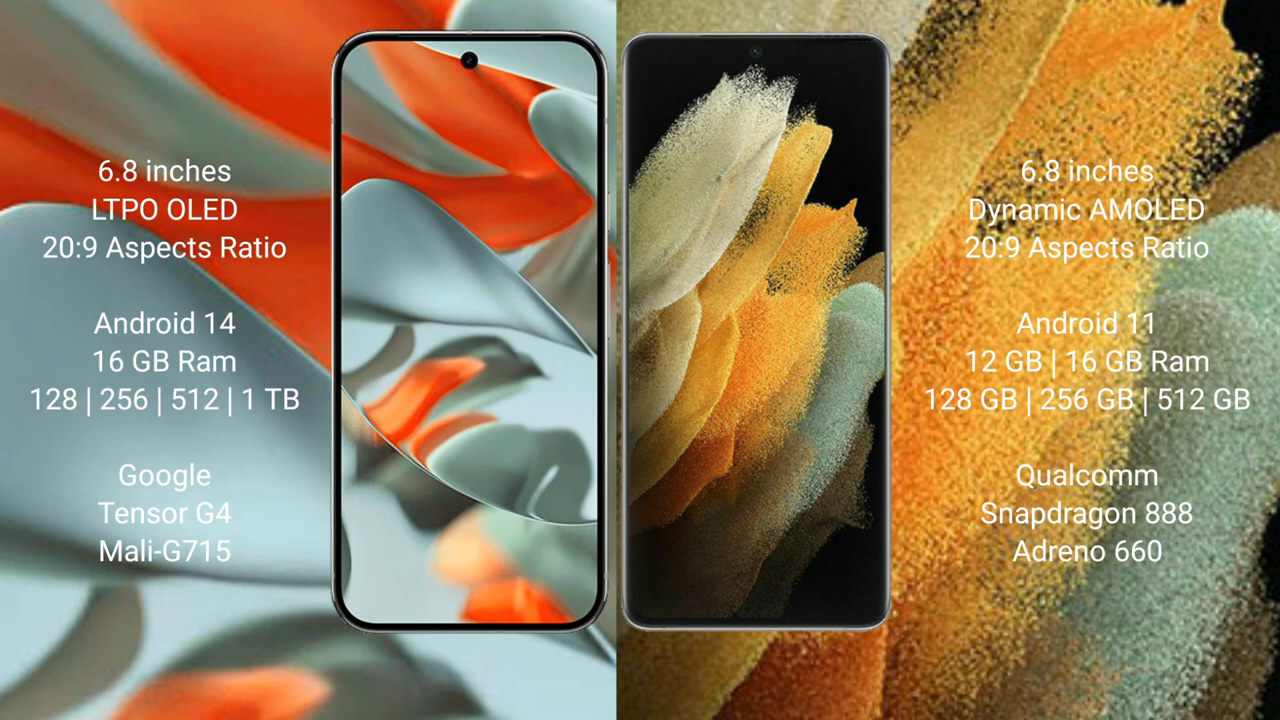 6.8 inches
LTPO OLED
20:9 Aspects Ratio
Android 14
16 GB Ram
128 | 256 | 512 | 1 TB
Google
Tensor G4
Mali-G715
6.8 inches
Dynamic AMOLED
20:9 Aspects Ratio
Android 11
12 GB | 16 GB Ram
128 GB | 256 GB | 512 GB
Qualcomm
Snapdragon 888
Adreno 660